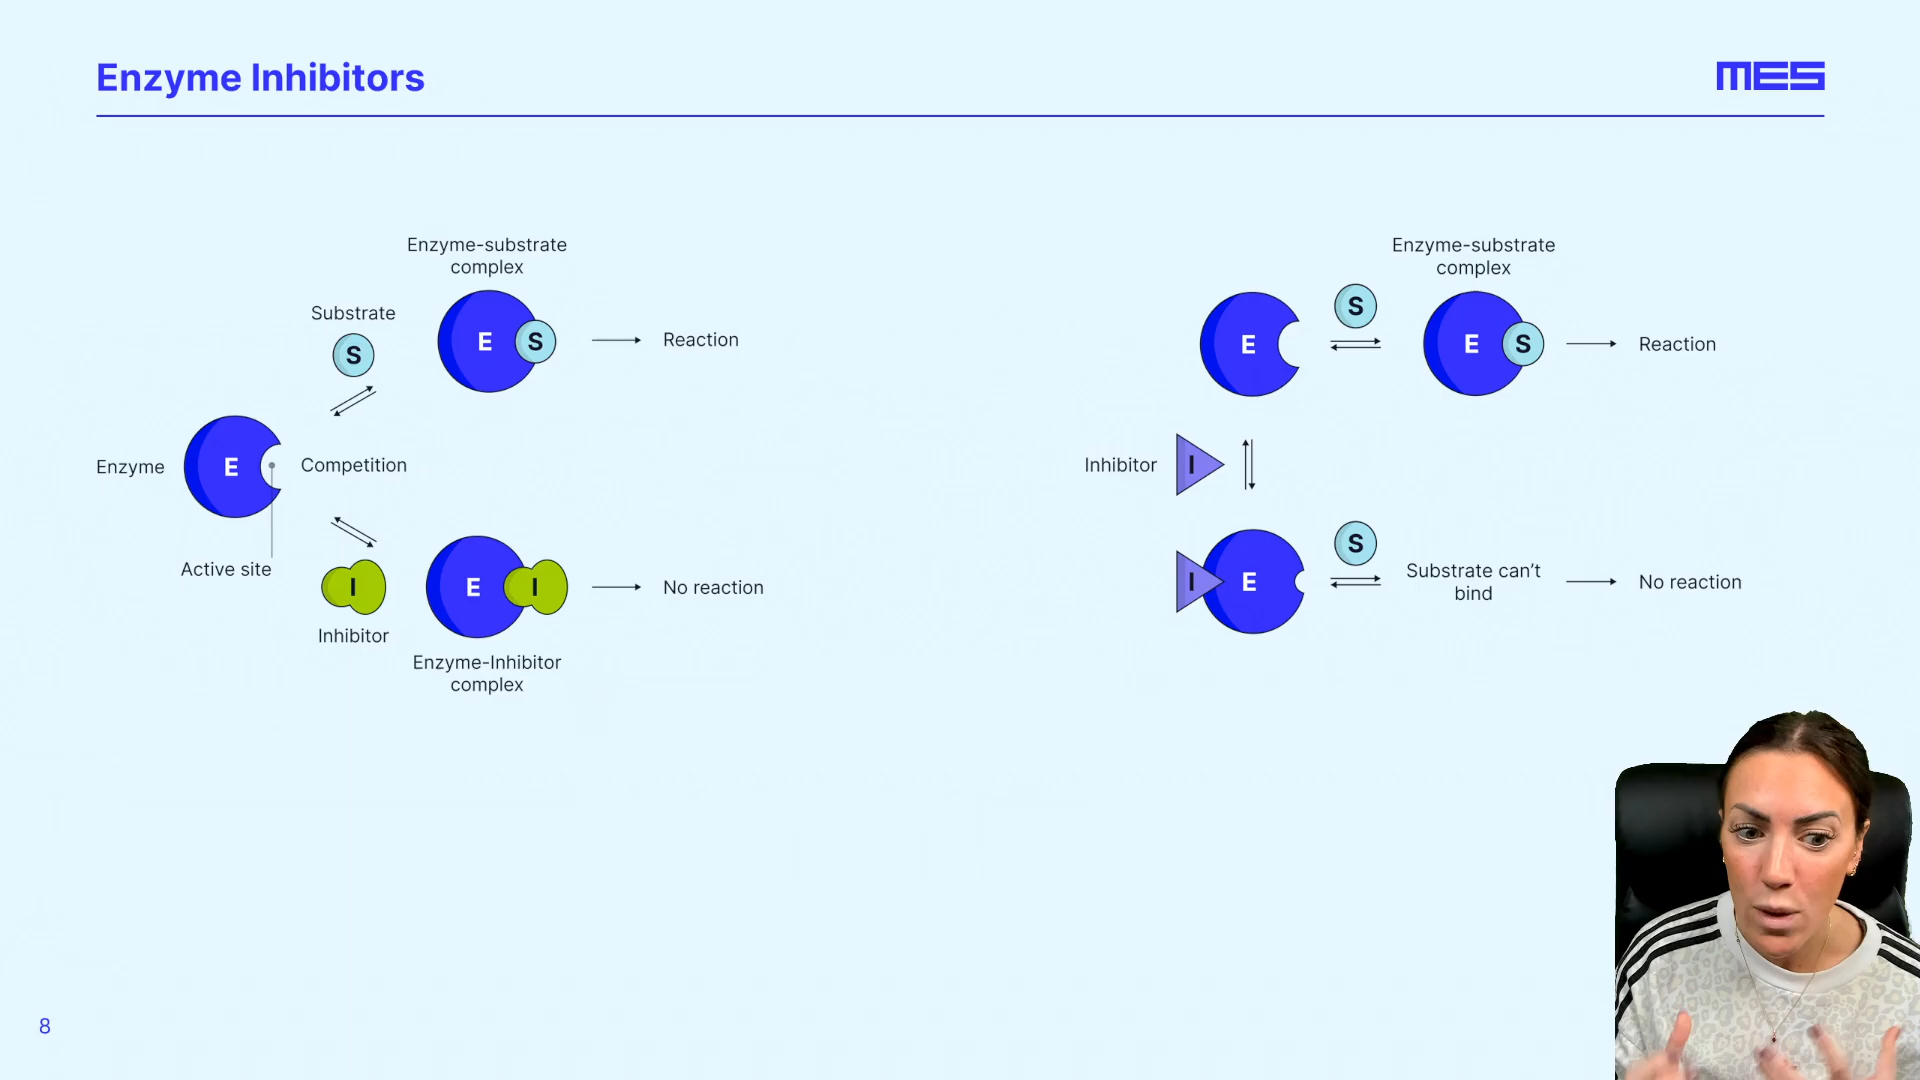 Enzyme Inhibitors
MES
Enzyme-substrate
complex
Substrate
S
E
S
Reaction
Enzyme
E
Competition
Active site
I
Inhibitor
E
I
No reaction
Enzyme-Inhibitor
complex
Enzyme-substrate
complex
E
S
E
S
Reaction
Inhibitor
I
I
E
S
Substrate can’t
bind
No reaction
8